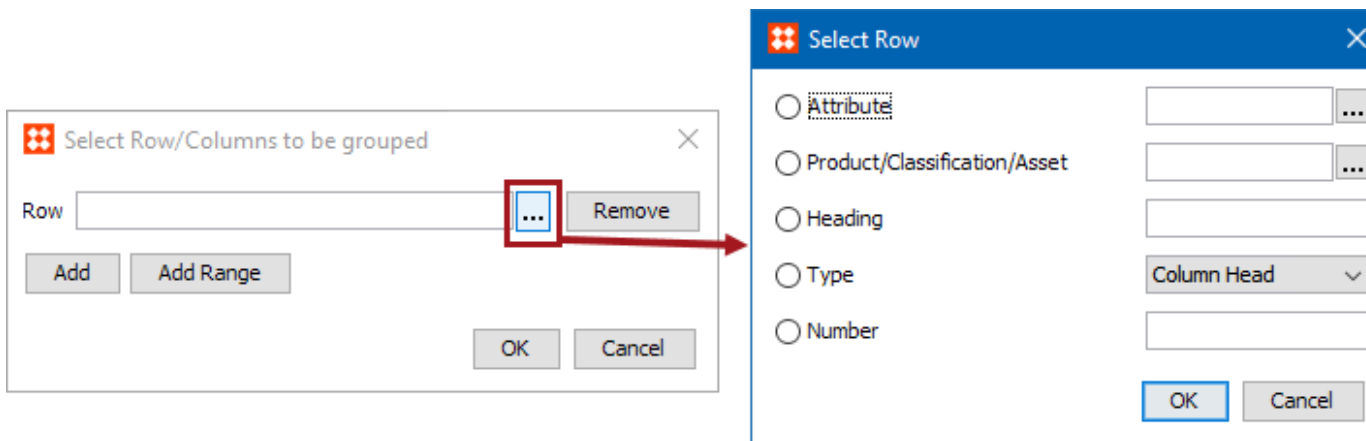 Select Row/Columns to be grouped
Row ... Remove
Add Add Range
OK Cancel
Select Row
Attribute ...
Product/Classification/Asset ...
Heading
Type Column Head
Number
OK Cancel